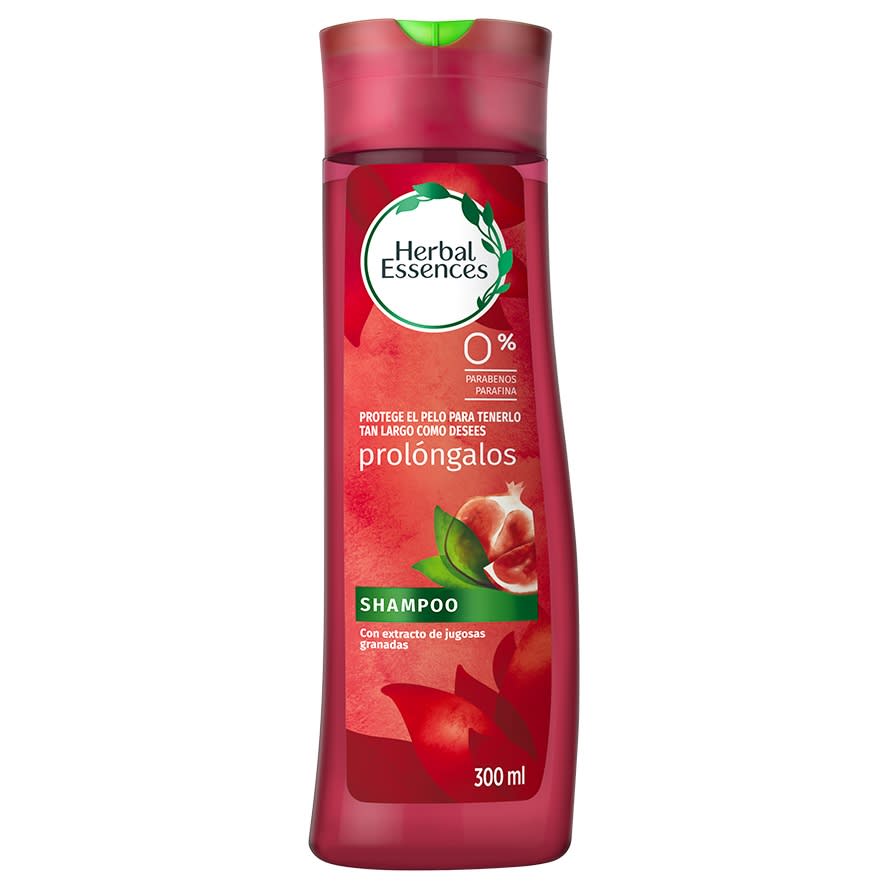 Herbal
Essences
0%
PARABENOS
PARAFINA
PROTEGE EL PELO PARA TENERLO
TAN LARGO COMO DESEES
prolóngalos
SHAMPOO
Con extracto de jugosas
granadas
300 ml